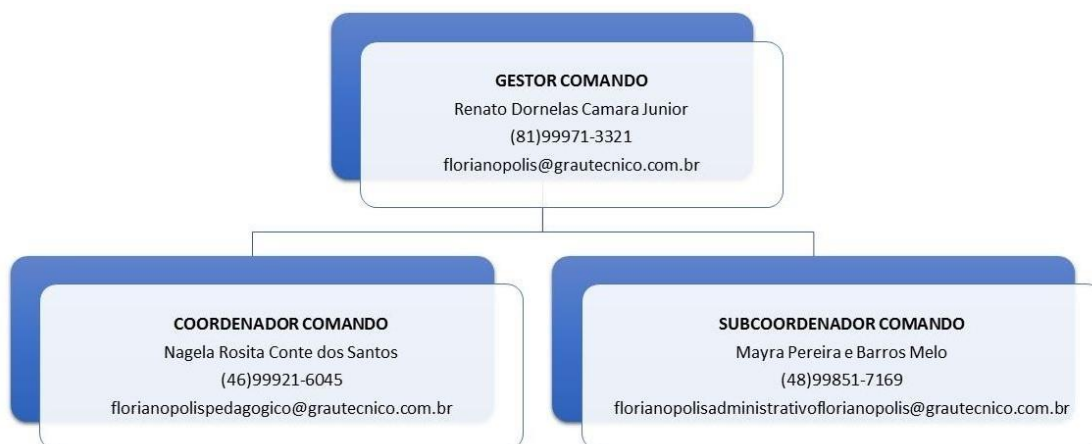 GESTOR COMANDO
Renato Dornelas Camara Junior
(81)99971-3321
florianopolis@grautecnico.com.br
COORDENADOR COMANDO
Nagela Rosita Conte dos Santos
(46)99921-6045
florianopolispedagogico@grautecnico.com.br
SUBCOORDENADOR COMANDO
Mayra Pereira e Barros Melo
(48)99851-7169
florianopolisadministrativoflorianopolis@grautecnico.com.br